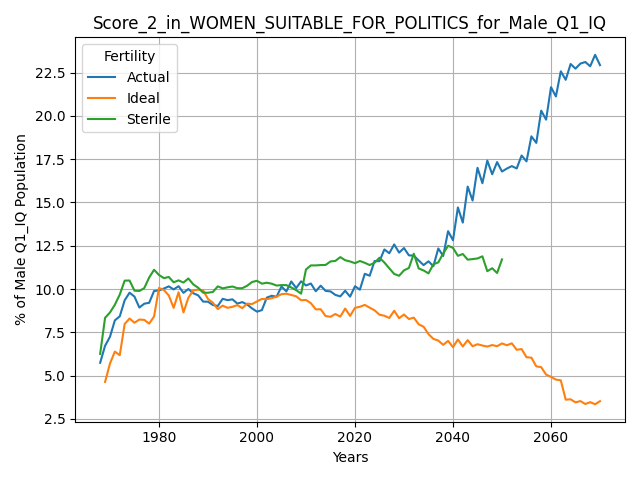 Score_2_in_WOMEN_SUITABLE_FOR_POLITICS_for_Male_Q1_IQ
Fertility
Actual
Ideal
Sterile
% of Male Q1_IQ Population
22.5
20.0
17.5
15.0
12.5
10.0
7.5
5.0
2.5
1980 2000 2020 2040 2060
Years